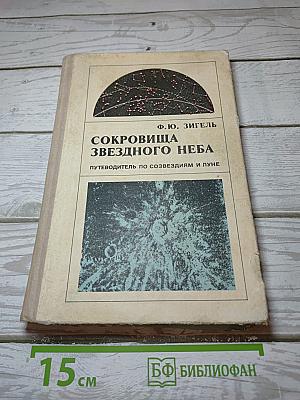 Ф. Ю. ЗИГЕЛЬ
СОКРОВИЩА
ЗВЕЗДНОГО НЕБА
ПУТЕВОДИТЕЛЬ ПО СОЗВЕЗДИЯМ И ЛУНЕ
15 см
БФ БИБЛИОФАН